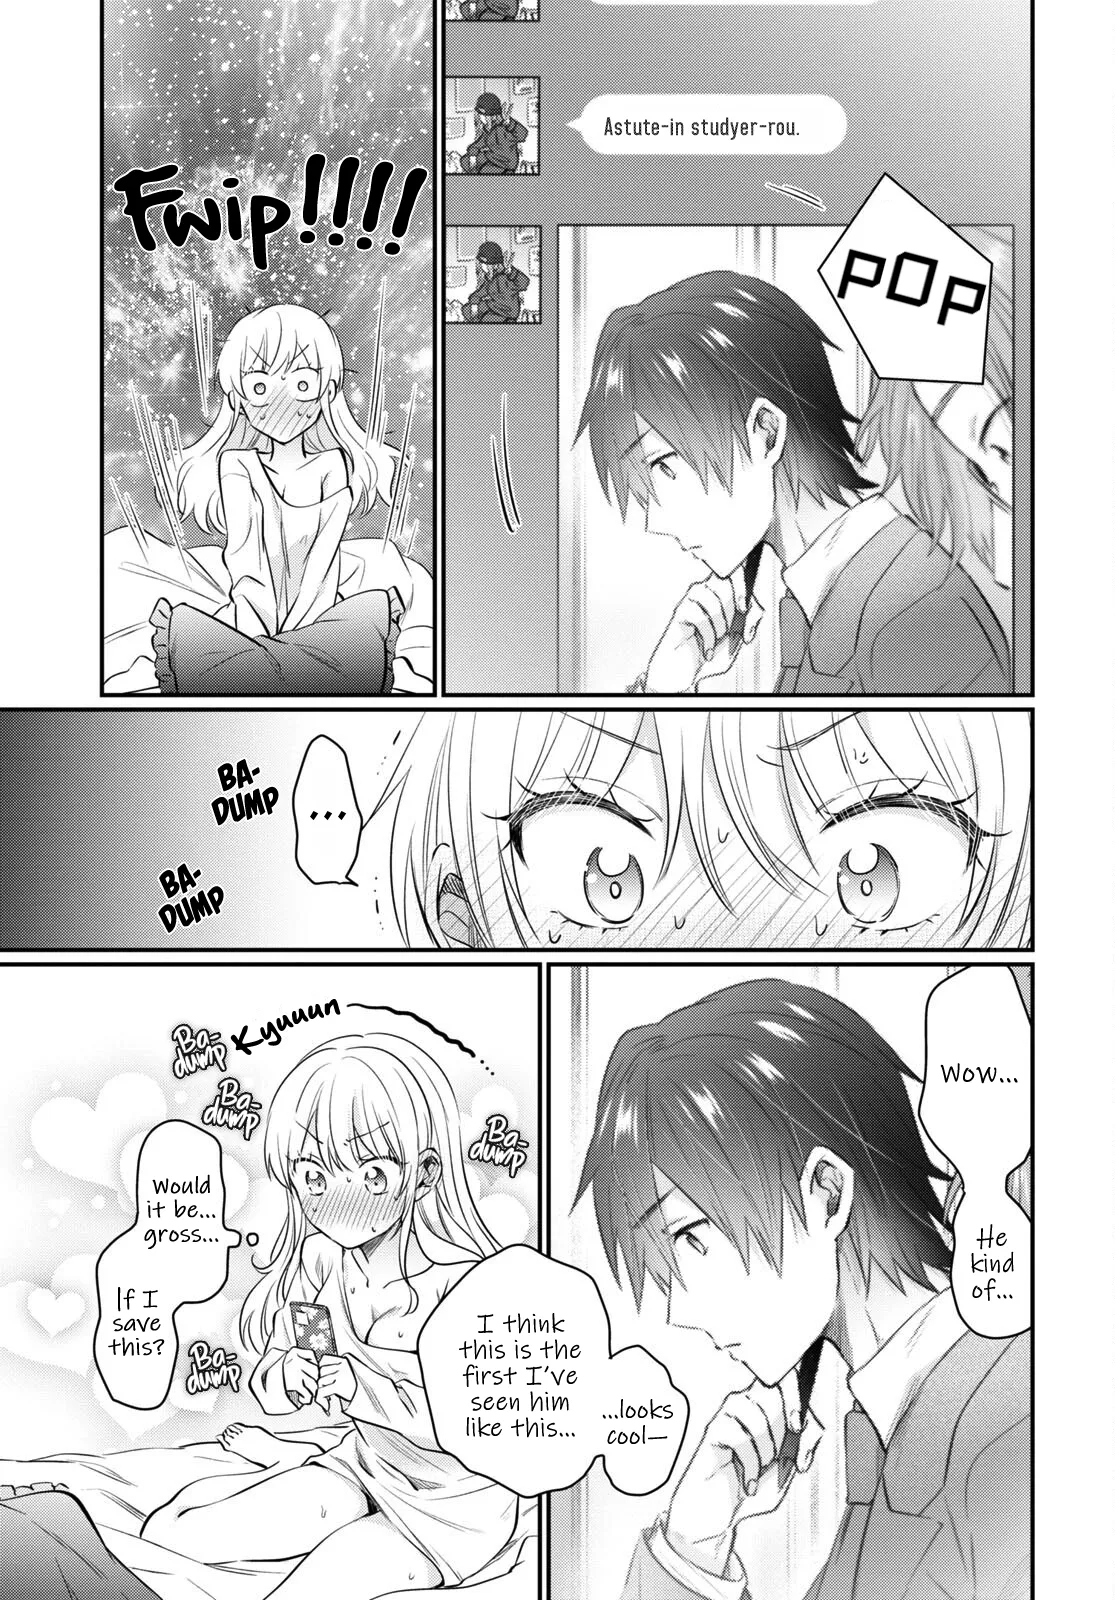 Astute-in studyer-rou.
POP
Fwip!!!!
...
BA-
DUMP
BA-
DUMP
Wow...
He
kind
of...
...looks
cool—
I think
this is the
first I've
seen him
like this...
Kyuuun
Ba-
dump
Ba-
dump
Ba-
dump
Would
it be...
gross...
If I
save
this?
Ba-
dump